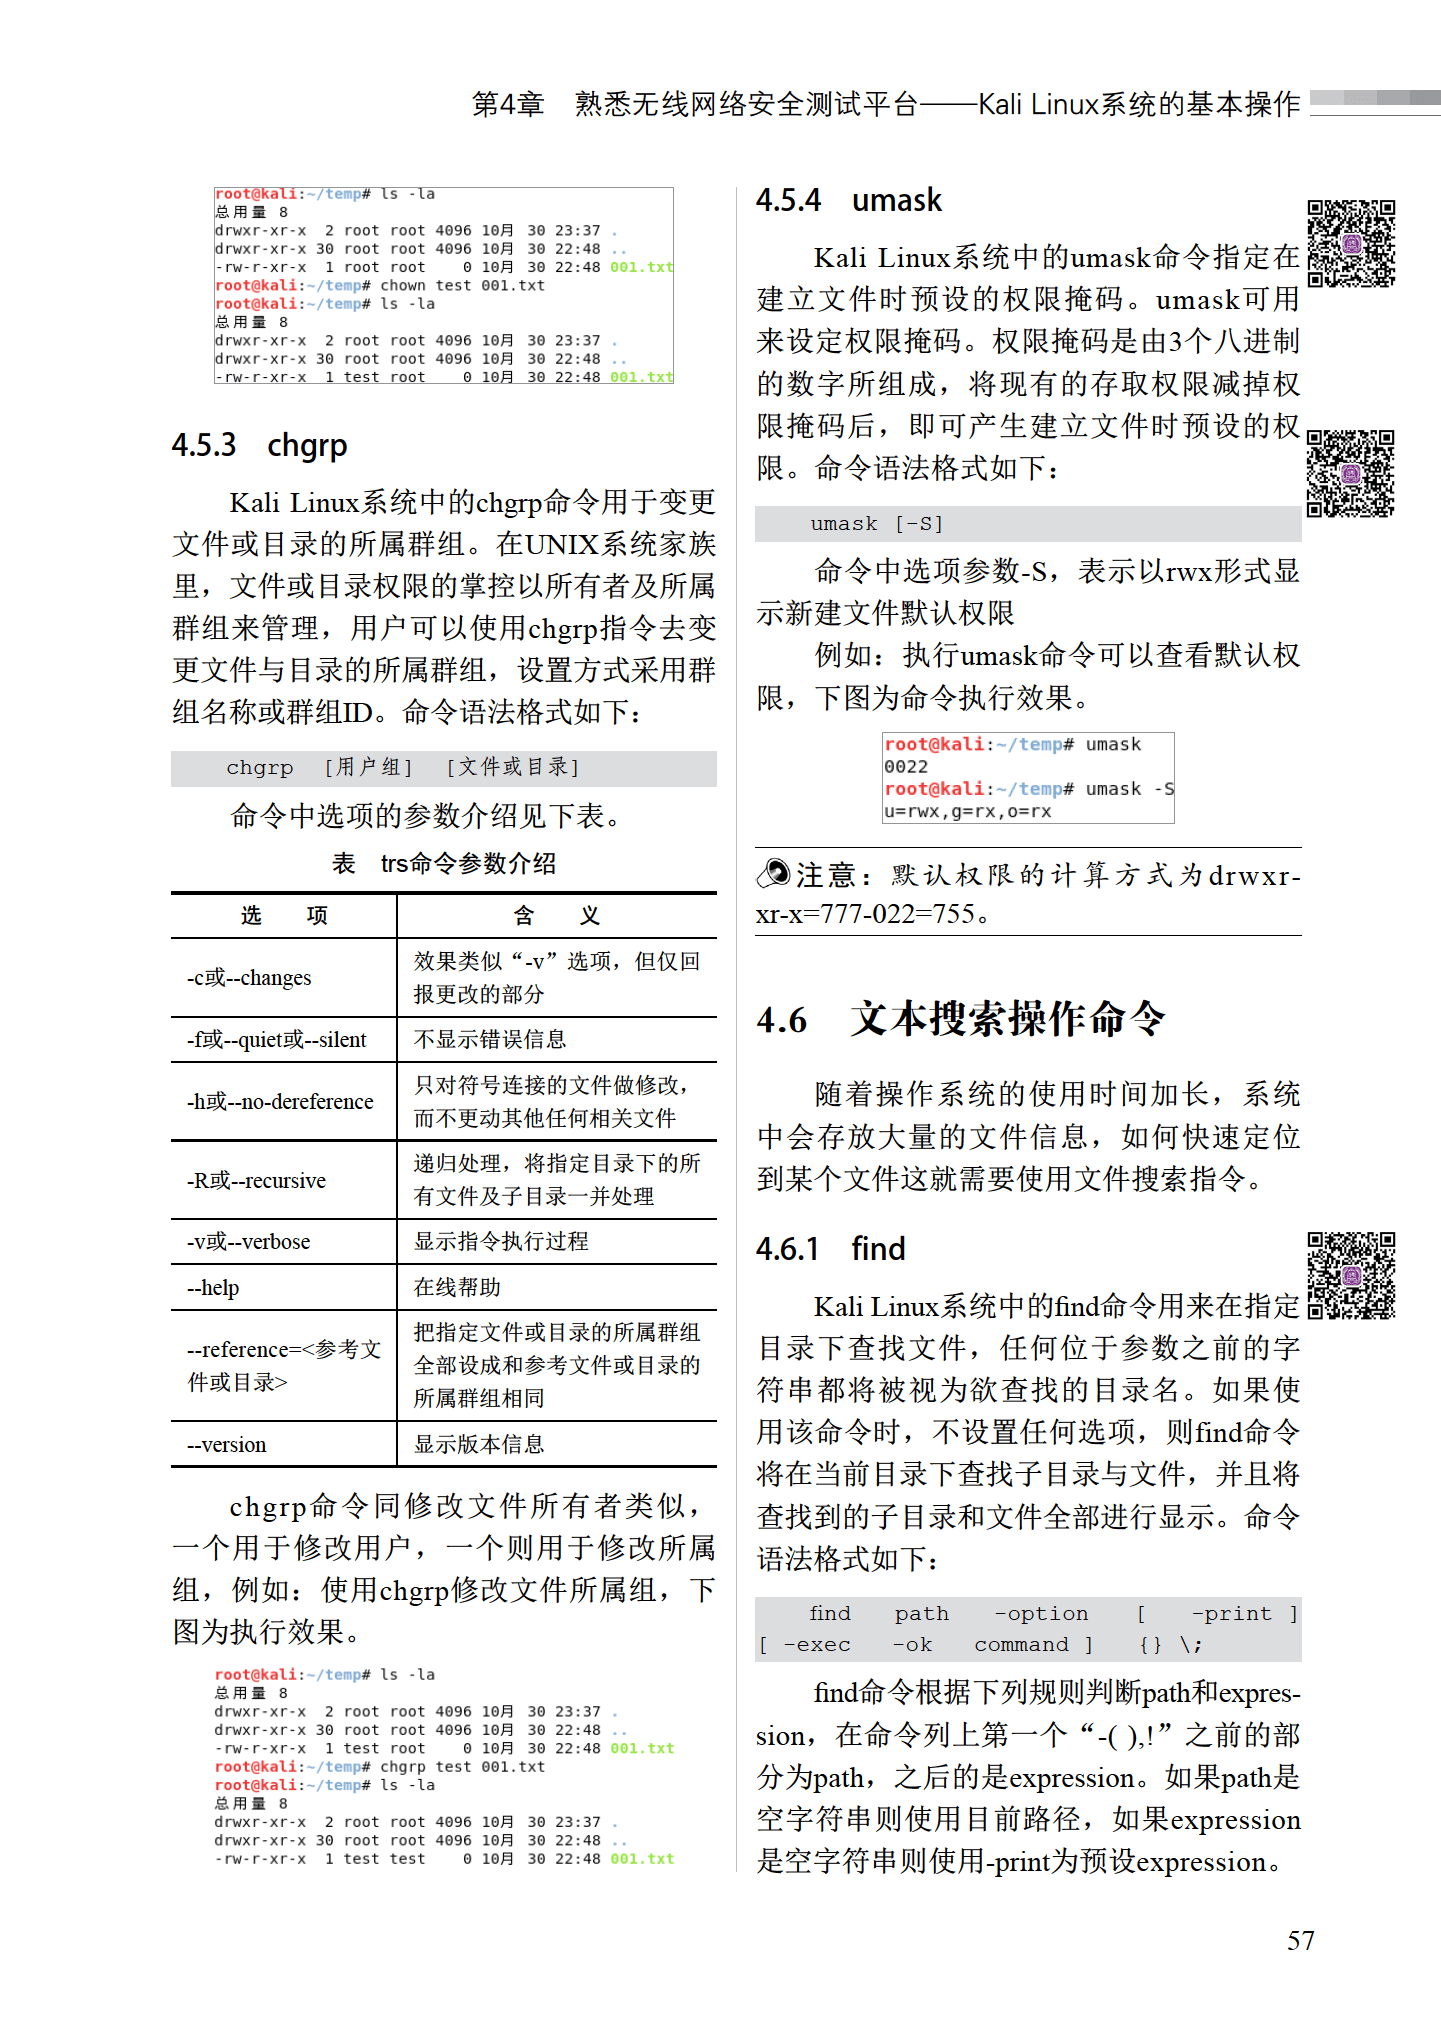 第4章 熟悉无线网络安全测试平台——Kali Linux系统的基本操作
root@kali:~/temp# ls -la
总用量 8
drwxr-xr-x 2 root root 4096 10月 30 23:37 .
drwxr-xr-x 30 root root 4096 10月 30 22:48 ..
-rw-r-xr-x 1 root root 0 10月 30 22:48 001.txt
root@kali:~/temp# chown test 001.txt
root@kali:~/temp# ls -la
总用量 8
drwxr-xr-x 2 root root 4096 10月 30 23:37 .
drwxr-xr-x 30 root root 4096 10月 30 22:48 ..
-rw-r-xr-x 1 test root 0 10月 30 22:48 001.txt
4.5.3 chgrp
Kali Linux系统中的chgrp命令用于变更
文件或目录的所属群组。在UNIX系统家族
里，文件或目录权限的掌控以所有者及所属
群组来管理，用户可以使用chgrp指令去变
更文件与目录的所属群组，设置方式采用群
组名称或群组ID。命令语法格式如下：
chgrp [用户组] [文件或目录]
命令中选项的参数介绍见下表。
表 trs命令参数介绍
选 项 含 义
-c或--changes 效果类似“-v”选项，但仅回
报更改的部分
-f或--quiet或--silent 不显示错误信息
-h或--no-dereference 只对符号连接的文件做修改，
而不更动其他任何相关文件
-R或--recursive 递归处理，将指定目录下的所
有文件及子目录一并处理
-v或--verbose 显示指令执行过程
--help 在线帮助
--reference=<参考文
件或目录> 把指定文件或目录的所属群组
全部设成和参考文件或目录的
所属群组相同
--version 显示版本信息
chgrp命令同修改文件所有者类似，
一个用于修改用户，一个则用于修改所属
组，例如：使用chgrp修改文件所属组，下
图为执行效果。
root@kali:~/temp# ls -la
总用量 8
drwxr-xr-x 2 root root 4096 10月 30 23:37 .
drwxr-xr-x 30 root root 4096 10月 30 22:48 ..
-rw-r-xr-x 1 test root 0 10月 30 22:48 001.txt
root@kali:~/temp# chgrp test 001.txt
root@kali:~/temp# ls -la
总用量 8
drwxr-xr-x 2 root root 4096 10月 30 23:37 .
drwxr-xr-x 30 root root 4096 10月 30 22:48 ..
-rw-r-xr-x 1 test test 0 10月 30 22:48 001.txt
4.5.4 umask
Kali Linux系统中的umask命令指定在
建立文件时预设的权限掩码。umask可用
来设定权限掩码。权限掩码是由3个八进制
的数字所组成，将现有的存取权限减掉权
限掩码后，即可产生建立文件时预设的权
限。命令语法格式如下：
umask [-S]
命令中选项参数-S，表示以rwx形式显
示新建文件默认权限
例如：执行umask命令可以查看默认权
限，下图为命令执行效果。
root@kali:~/temp# umask
0022
root@kali:~/temp# umask -S
u=rwx,g=rx,o=rx
注意：默认权限的计算方式为drwxr-
xr-x=777-022=755。
4.6 文本搜索操作命令
随着操作系统的使用时间加长，系统
中会存放大量的文件信息，如何快速定位
到某个文件这就需要使用文件搜索指令。
4.6.1 find
Kali Linux系统中的find命令用来在指定
目录下查找文件，任何位于参数之前的字
符串都将被视为欲查找的目录名。如果使
用该命令时，不设置任何选项，则find命令
将在当前目录下查找子目录与文件，并且将
查找到的子目录和文件全部进行显示。命令
语法格式如下：
find path -option [ -print ]
[ -exec -ok command ] {} \;
find命令根据下列规则判断path和expres-
sion，在命令列上第一个“-( ),!”之前的部
分为path，之后的是expression。如果path是
空字符串则使用目前路径，如果expression
是空字符串则使用-print为预设expression。
57